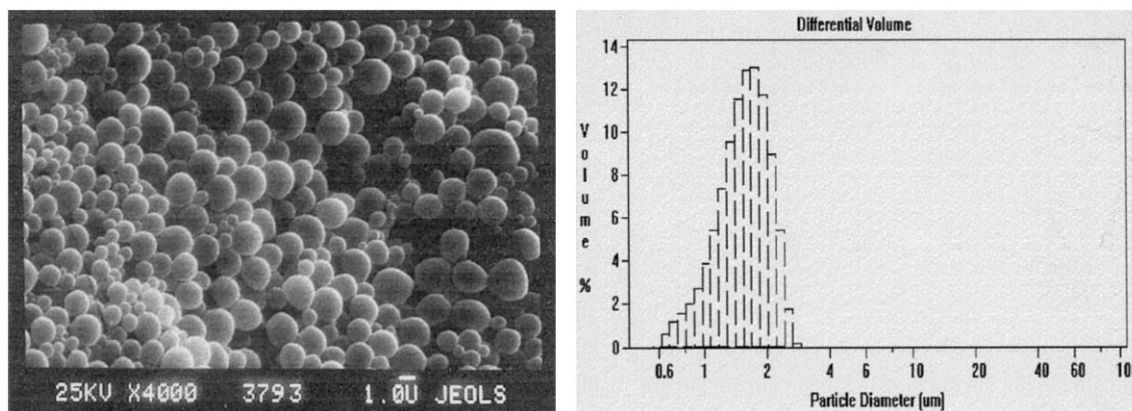 25KV X4000 3793 1.0U JEOLS
Differential Volume
Volume %
14
12
10
8
6
4
2
0
0.6 1 2 4 6 10 20 40 60 10
Particle Diameter (um)